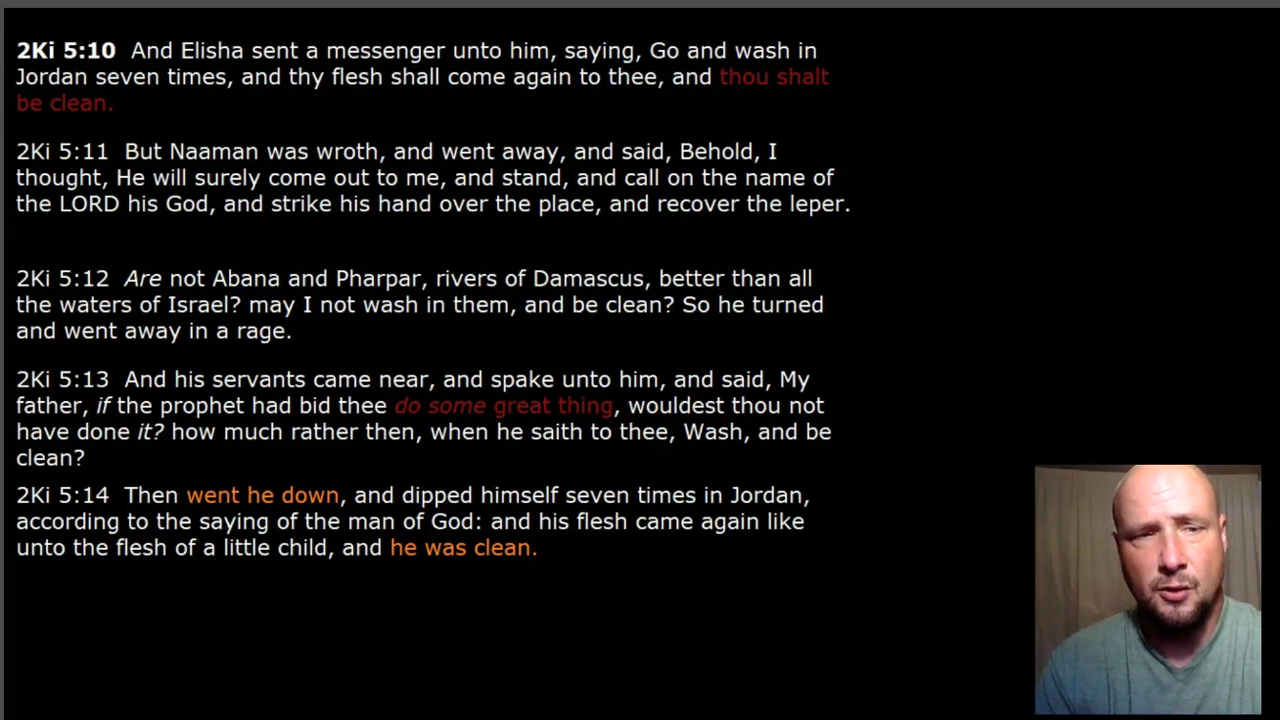 2Ki 5:10 And Elisha sent a messenger unto him, saying, Go and wash in
Jordan seven times, and thy flesh shall come again to thee, and thou shalt
be clean.
2Ki 5:11 But Naaman was wroth, and went away, and said, Behold, I
thought, He will surely come out to me, and stand, and call on the name of
the LORD his God, and strike his hand over the place, and recover the leper.
2Ki 5:12 Are not Abana and Pharpar, rivers of Damascus, better than all
the waters of Israel? may I not wash in them, and be clean? So he turned
and went away in a rage.
2Ki 5:13 And his servants came near, and spake unto him, and said, My
father, if the prophet had bid thee do some great thing, wouldest thou not
have done it? how much rather then, when he saith to thee, Wash, and be
clean?
2Ki 5:14 Then went he down, and dipped himself seven times in Jordan,
according to the saying of the man of God: and his flesh came again like
unto the flesh of a little child, and he was clean.